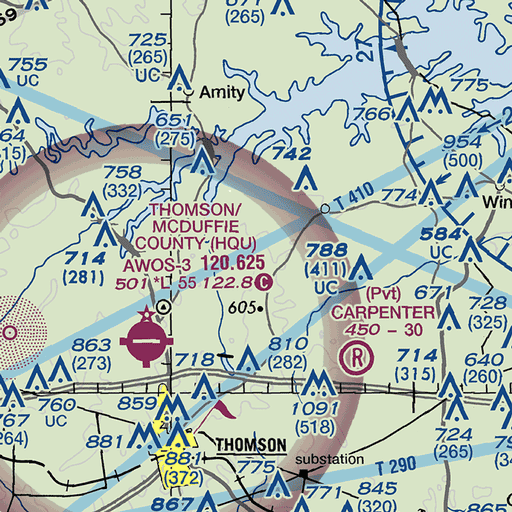 (265)
725
(265)
UC
755
UC
Amity
27
775
766
651
(275)
954
(500)
742
758
(332)
774
Win
T 410
THOMSON/
MCDUFFIE
COUNTY (HQU)
AWOS-3 120.625
501 *L 55 122.8 C
605
714
(281)
788
(411)
UC
584
UC
(Pvt)
CARPENTER
450 - 30
R
671
728
(325)
863
(273)
718
810
(282)
714
(315)
640
(260)
760
UC
859
1091
(518)
881
THOMSON
881
(372)
724
(265)
substation
775
T 290
771
845
(320)
867